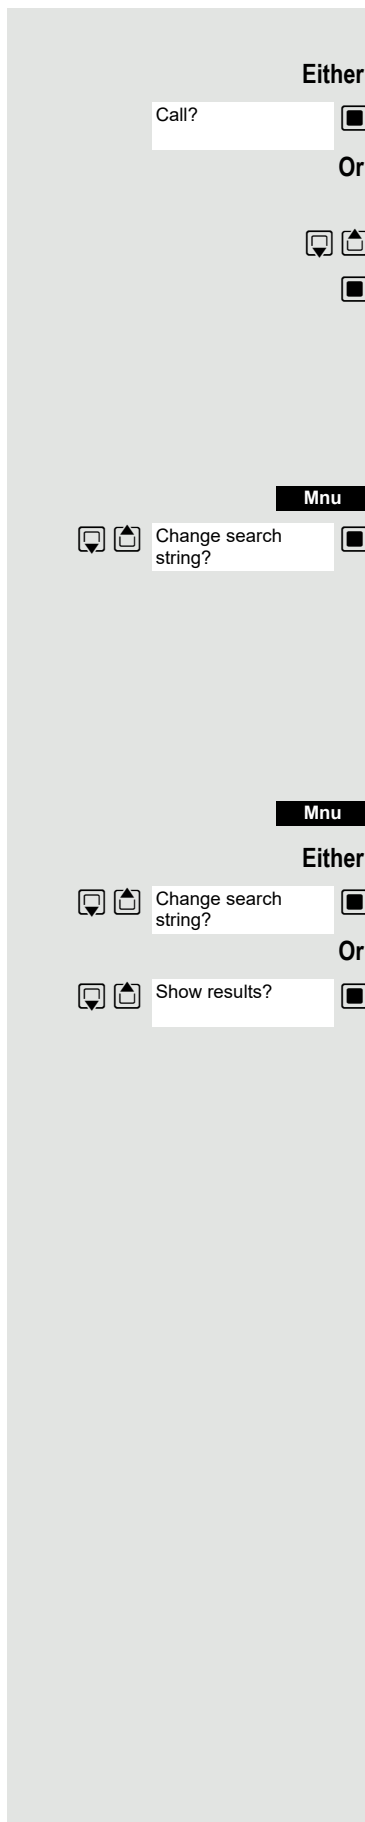 Either
Call?
Or
Mnu
Change search
string?
Mnu
Either
Change search
string?
Or
Show results?